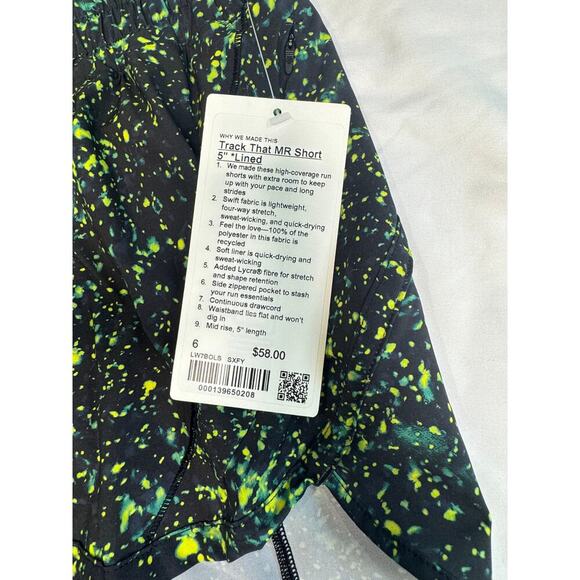 WHY WE MADE THIS
Track That MR Short
5" *Lined
1. We made these high-coverage run
shorts with extra room to keep
up with your pace and long
strides
2. Swift fabric is lightweight,
four-way stretch,
sweat-wicking, and quick-drying
3. Feel the love—100% of the
polyester in this fabric is
recycled
4. Soft liner is quick-drying and
sweat-wicking
5. Added Lycra® fibre for stretch
and shape retention
6. Side zippered pocket to stash
your run essentials
7. Continuous drawcord
8. Waistband lies flat and won't
dig in
9. Mid rise, 5" length
6 $58.00
LW7BOLS SXFY
000139650208